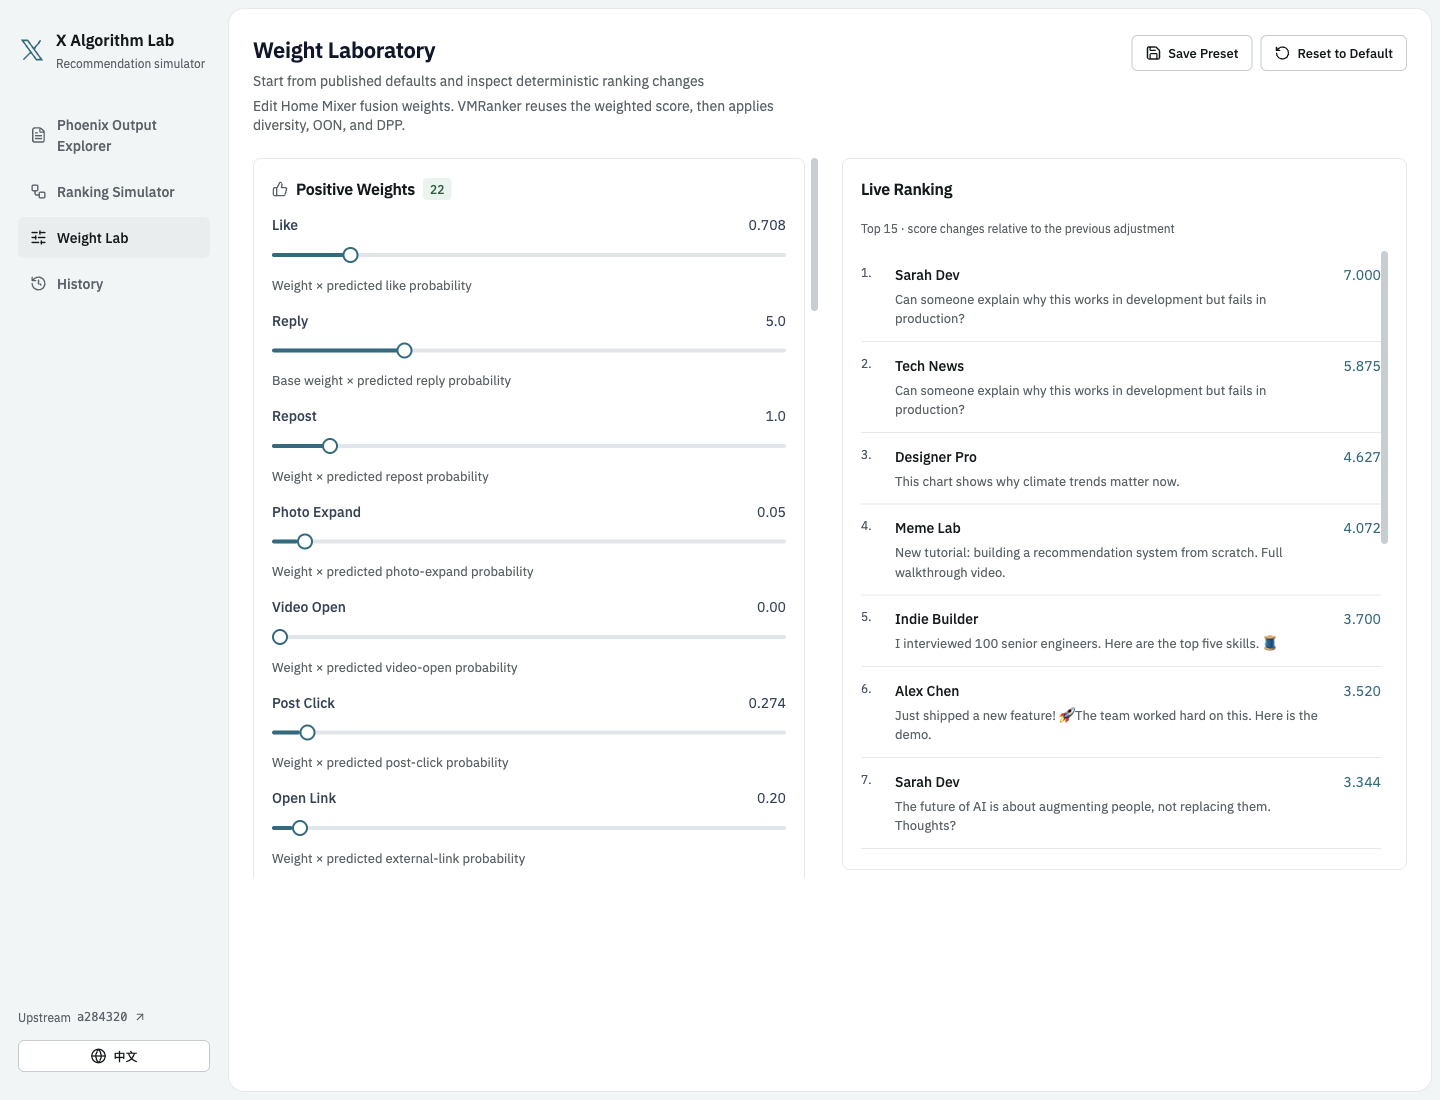 X Algorithm Lab
Recommendation simulator
Phoenix Output
Explorer
Ranking Simulator
Weight Lab
History
Upstream a284320
中文
Weight Laboratory
Start from published defaults and inspect deterministic ranking changes
Edit Home Mixer fusion weights. VMRanker reuses the weighted score, then applies
diversity, OON, and DPP.
Save Preset
Reset to Default
Positive Weights 22
Like 0.708
Weight × predicted like probability
Reply 5.0
Base weight × predicted reply probability
Repost 1.0
Weight × predicted repost probability
Photo Expand 0.05
Weight × predicted photo-expand probability
Video Open 0.00
Weight × predicted video-open probability
Post Click 0.274
Weight × predicted post-click probability
Open Link 0.20
Weight × predicted external-link probability
Live Ranking
Top 15 · score changes relative to the previous adjustment
1. Sarah Dev 7.000
Can someone explain why this works in development but fails in
production?
2. Tech News 5.875
Can someone explain why this works in development but fails in
production?
3. Designer Pro 4.627
This chart shows why climate trends matter now.
4. Meme Lab 4.072
New tutorial: building a recommendation system from scratch. Full
walkthrough video.
5. Indie Builder 3.700
I interviewed 100 senior engineers. Here are the top five skills. 🧵
6. Alex Chen 3.520
Just shipped a new feature! 🚀The team worked hard on this. Here is the
demo.
7. Sarah Dev 3.344
The future of AI is about augmenting people, not replacing them.
Thoughts?